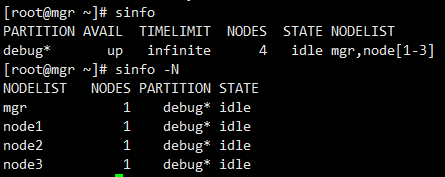 [root@mgr ~]# sinfo
PARTITION AVAIL  TIMELIMIT  NODES  STATE NODELIST
debug*       up   infinite      4   idle mgr,node[1-3]
[root@mgr ~]# sinfo -N
NODELIST   NODES PARTITION STATE
mgr            1    debug* idle
node1          1    debug* idle
node2          1    debug* idle
node3          1    debug* idle